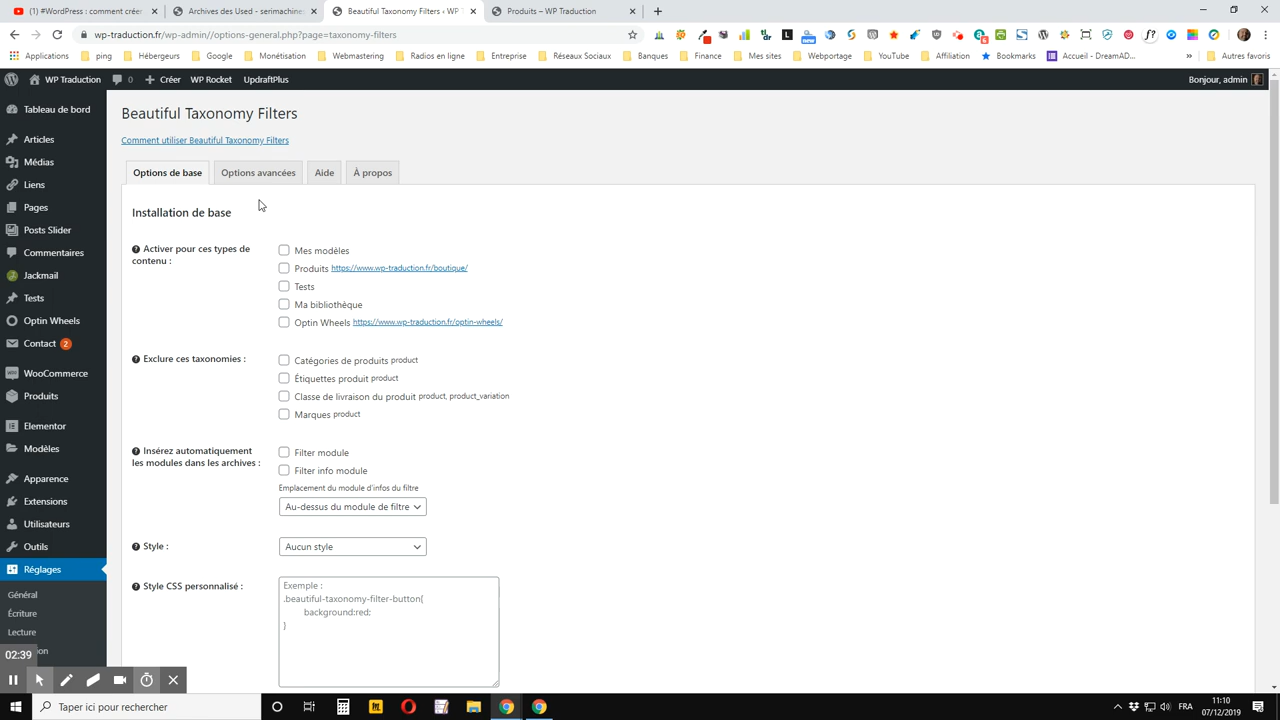 (1) #WordPress : comment créer
Archives des Used - serimachines
Beautiful Taxonomy Filters ‹ WP T
Produits – WP Traduction
wp-traduction.fr/wp-admin//options-general.php?page=taxonomy-filters
Applications
ping
Hébergeurs
Google
Monétisation
Webmastering
Radios en ligne
Entreprise
Réseaux Sociaux
Banques
Finance
Mes sites
Webportage
YouTube
Affiliation
Bookmarks
Accueil - DreamAD...
»
Autres favoris
WP Traduction
0
Créer
WP Rocket
UpdraftPlus
Bonjour, admin
Tableau de bord
Articles
Médias
Liens
Pages
Posts Slider
Commentaires
Jackmail
Tests
Optin Wheels
Contact 2
WooCommerce
Produits
Elementor
Modèles
Apparence
Extensions
Utilisateurs
Outils
Réglages
Général
Écriture
Lecture
Beautiful Taxonomy Filters
Comment utiliser Beautiful Taxonomy Filters
Options de base
Options avancées
Aide
À propos
Installation de base
Activer pour ces types de
contenu :
Mes modèles
Produits https://www.wp-traduction.fr/boutique/
Tests
Ma bibliothèque
Optin Wheels https://www.wp-traduction.fr/optin-wheels/
Exclure ces taxonomies :
Catégories de produits product
Étiquettes produit product
Classe de livraison du produit product, product_variation
Marques product
Insérez automatiquement
les modules dans les archives :
Filter module
Filter info module
Emplacement du module d'infos du filtre
Au-dessus du module de filtre
Style :
Aucun style
Style CSS personnalisé :
Exemple :
.beautiful-taxonomy-filter-button{
background:red;
}
02:39
Taper ici pour rechercher
FRA
11:10
07/12/2019